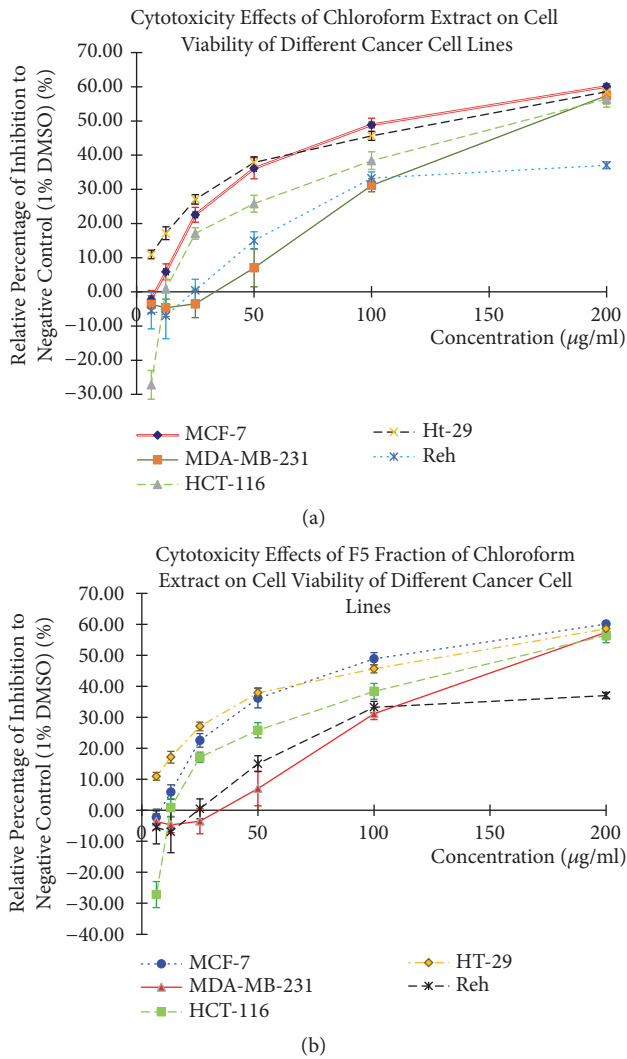 Cytotoxicity Effects of Chloroform Extract on Cell
Viability of Different Cancer Cell Lines
Relative Percentage of Inhibition to
Negative Control (1% DMSO) (%)
70.00
60.00
50.00
40.00
30.00
20.00
10.00
0.00
−10.00
−20.00
−30.00
0
50
100
150
200
Concentration (μg/ml)
MCF-7
MDA-MB-231
HCT-116
Ht-29
Reh
(a)
Cytotoxicity Effects of F5 Fraction of Chloroform
Extract on Cell Viability of Different Cancer Cell
Lines
Relative Percentage of Inhibition to
Negative Control (1% DMSO) (%)
70.00
60.00
50.00
40.00
30.00
20.00
10.00
0.00
−10.00
−20.00
−30.00
−40.00
0
50
100
150
200
Concentration (μg/ml)
MCF-7
MDA-MB-231
HCT-116
HT-29
Reh
(b)